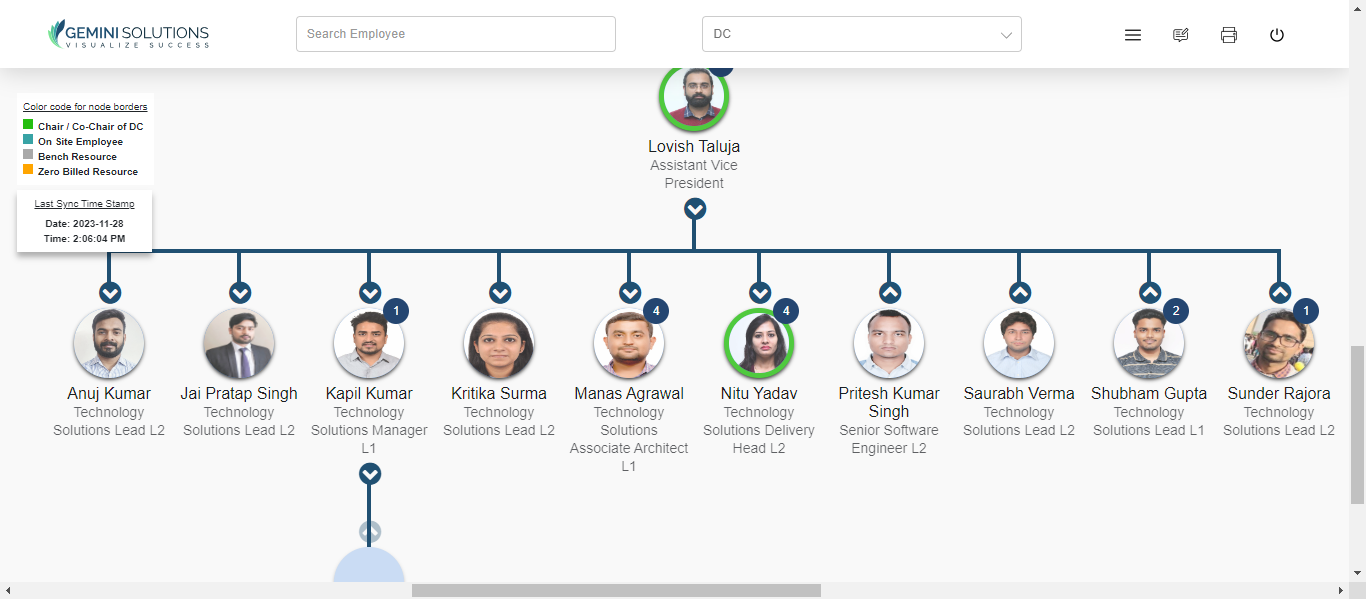 GEMINI SOLUTIONS
VISUALIZE SUCCESS
Search Employee
DC
Color code for node borders
Chair / Co-Chair of DC
On Site Employee
Bench Resource
Zero Billed Resource
Last Sync Time Stamp
Date: 2023-11-28
Time: 2:06:04 PM
Lovish Taluja
Assistant Vice
President
Anuj Kumar
Technology
Solutions Lead L2
Jai Pratap Singh
Technology
Solutions Lead L2
1
Kapil Kumar
Technology
Solutions Manager
L1
Kritika Surma
Technology
Solutions Lead L2
4
Manas Agrawal
Technology
Solutions
Associate Architect
L1
4
Nitu Yadav
Technology
Solutions Delivery
Head L2
Pritesh Kumar
Singh
Senior Software
Engineer L2
Saurabh Verma
Technology
Solutions Lead L2
2
Shubham Gupta
Technology
Solutions Lead L1
1
Sunder Rajora
Technology
Solutions Lead L2